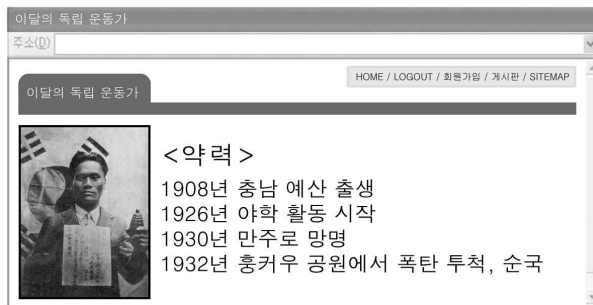 이달의 독립 운동가
주소(D)
HOME / LOGOUT / 회원가입 / 게시판 / SITEMAP
이달의 독립 운동가
<약력>
1908년 충남 예산 출생
1926년 야학 활동 시작
1930년 만주로 망명
1932년 훙커우 공원에서 폭탄 투척, 순국